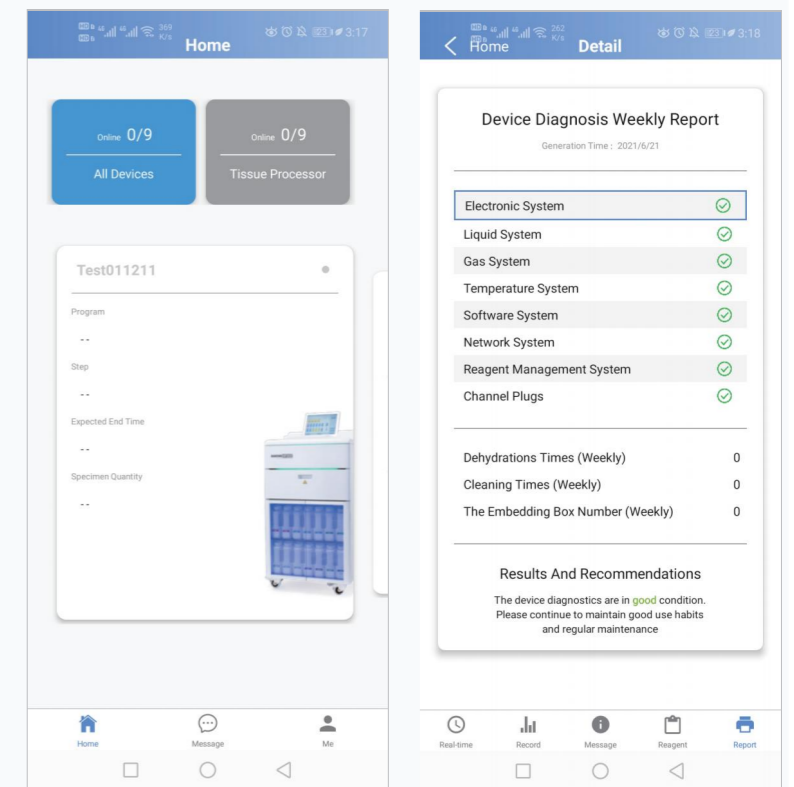 369
K/s
3:17
Home
Online 0/9
All Devices
Online 0/9
Tissue Processor
Test011211
Program
--
Step
--
Expected End Time
--
Specimen Quantity
--
Home
Message
Me
262
K/s
3:18
Home
Detail
Device Diagnosis Weekly Report
Generation Time : 2021/6/21
Electronic System
Liquid System
Gas System
Temperature System
Software System
Network System
Reagent Management System
Channel Plugs
Dehydrations Times (Weekly) 0
Cleaning Times (Weekly) 0
The Embedding Box Number (Weekly) 0
Results And Recommendations
The device diagnostics are in good condition.
Please continue to maintain good use habits
and regular maintenance
Real-time
Record
Message
Reagent
Report